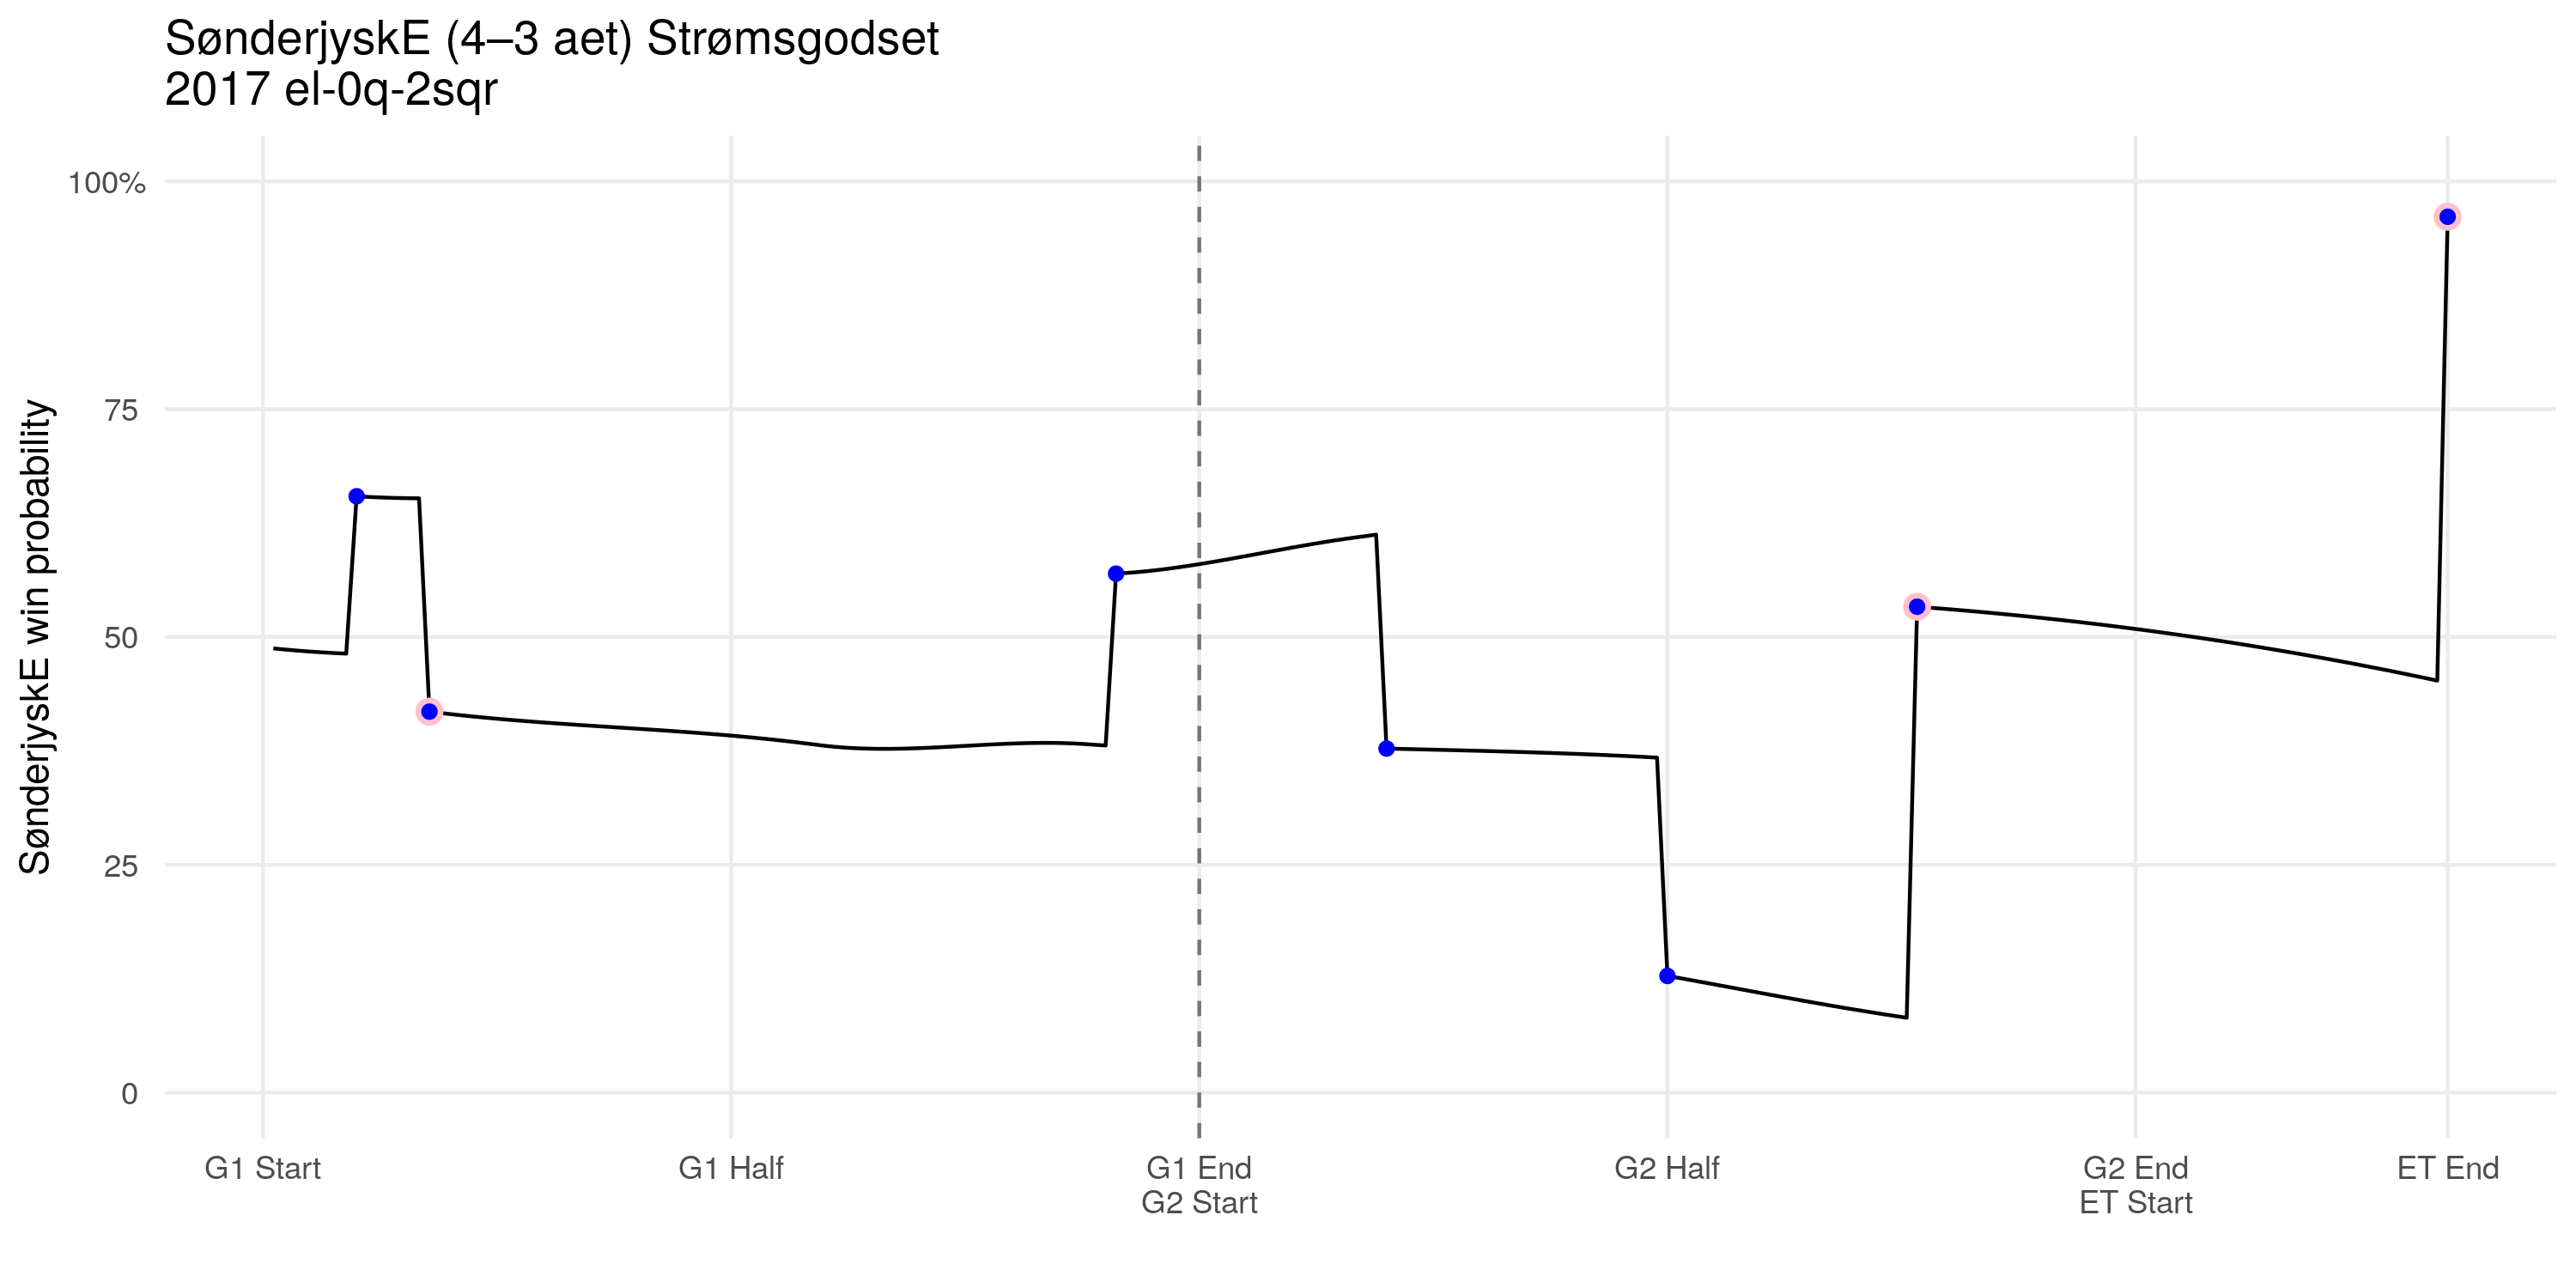 SønderjyskE (4–3 aet) Strømsgodset
2017 el-0q-2sqr
SønderjyskE win probability
100%
75
50
25
0
G1 Start
G1 Half
G1 End
G2 Start
G2 Half
G2 End
ET Start
ET End